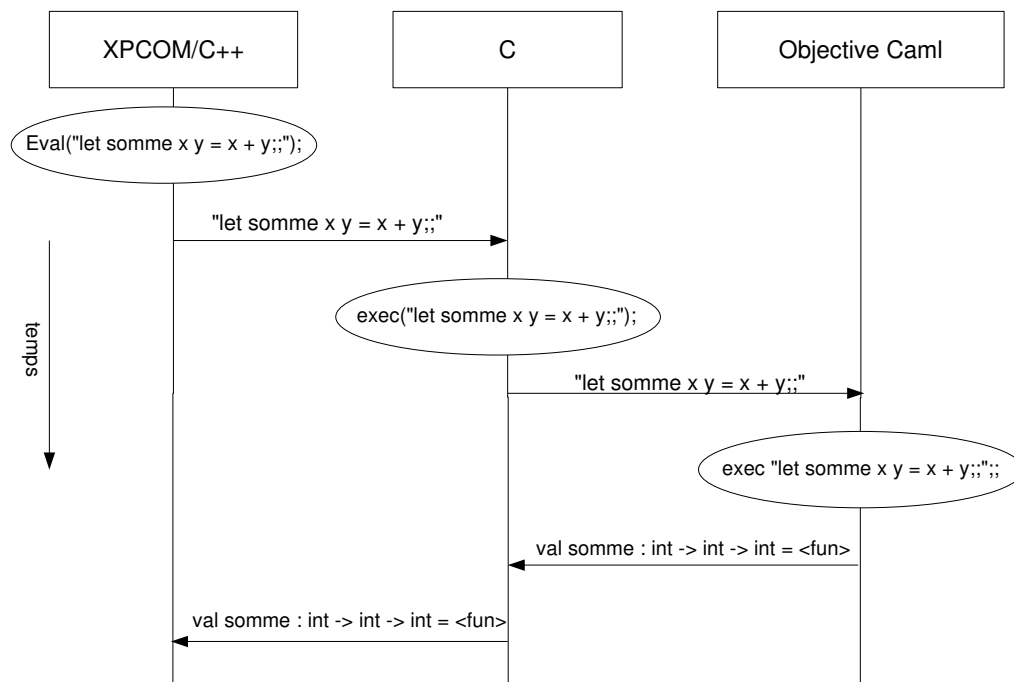 XPCOM/C++
C
Objective Caml
Eval("let somme x y = x + y;;");
"let somme x y = x + y;;"
exec("let somme x y = x + y;;");
temps
"let somme x y = x + y;;"
exec "let somme x y = x + y;;";;
val somme : int -> int -> int = <fun>
val somme : int -> int -> int = <fun>